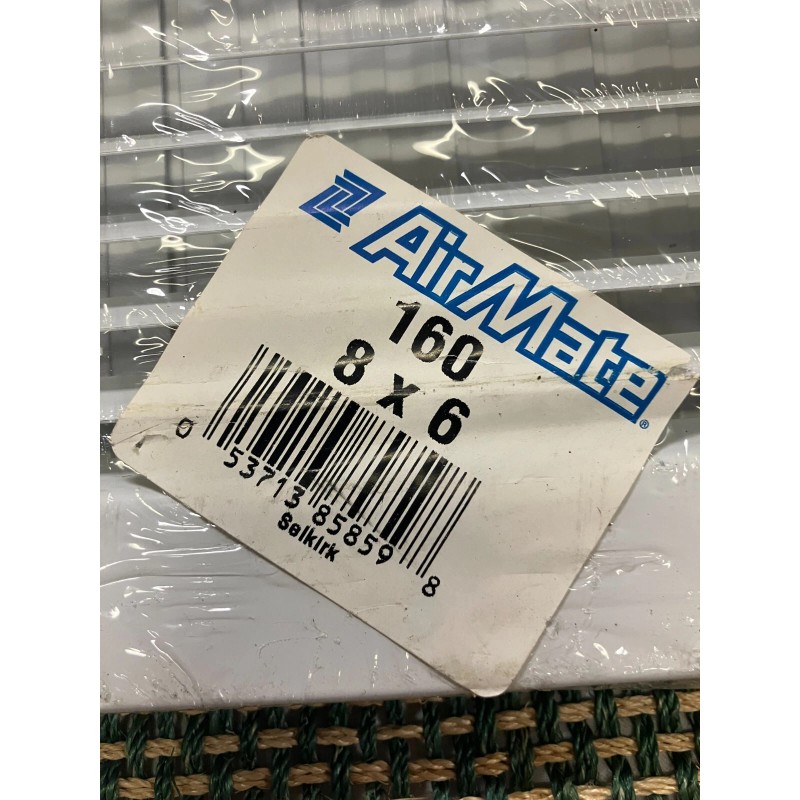 AirMate®
160
8 x 6
0 53713 85859 8
Selkirk